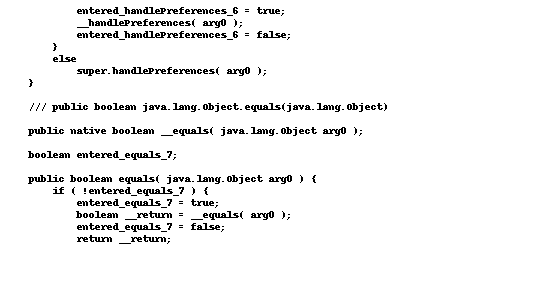 entered_handlePreferences_6 = true;
__handlePreferences( arg0 );
entered_handlePreferences_6 = false;
}
else
super.handlePreferences( arg0 );
}
/// public boolean java.lang.Object.equals(java.lang.Object)
public native boolean __equals( java.lang.Object arg0 );
boolean entered_equals_7;
public boolean equals( java.lang.Object arg0 ) {
if ( !entered_equals_7 ) {
entered_equals_7 = true;
boolean __return = __equals( arg0 );
entered_equals_7 = false;
return __return;